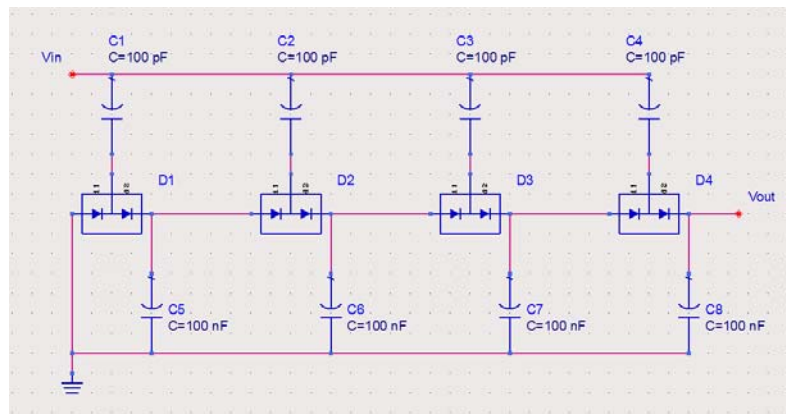 C1
C=100 pF
C2
C=100 pF
C3
C=100 pF
C4
C=100 pF
Vin
D1
D2
D3
D4
Vout
C5
C=100 nF
C6
C=100 nF
C7
C=100 nF
C8
C=100 nF